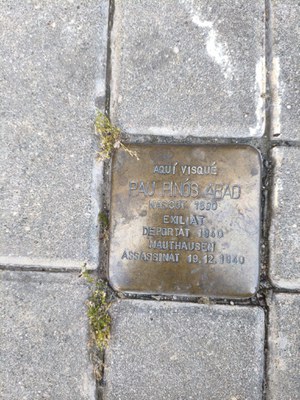 AQUÍ VISQUÉ
PAU PINÓS ABAD
NASCUT 1890
EXILIAT
DEPORTAT 1940
MAUTHAUSEN
ASSASSINAT 19.12.1940